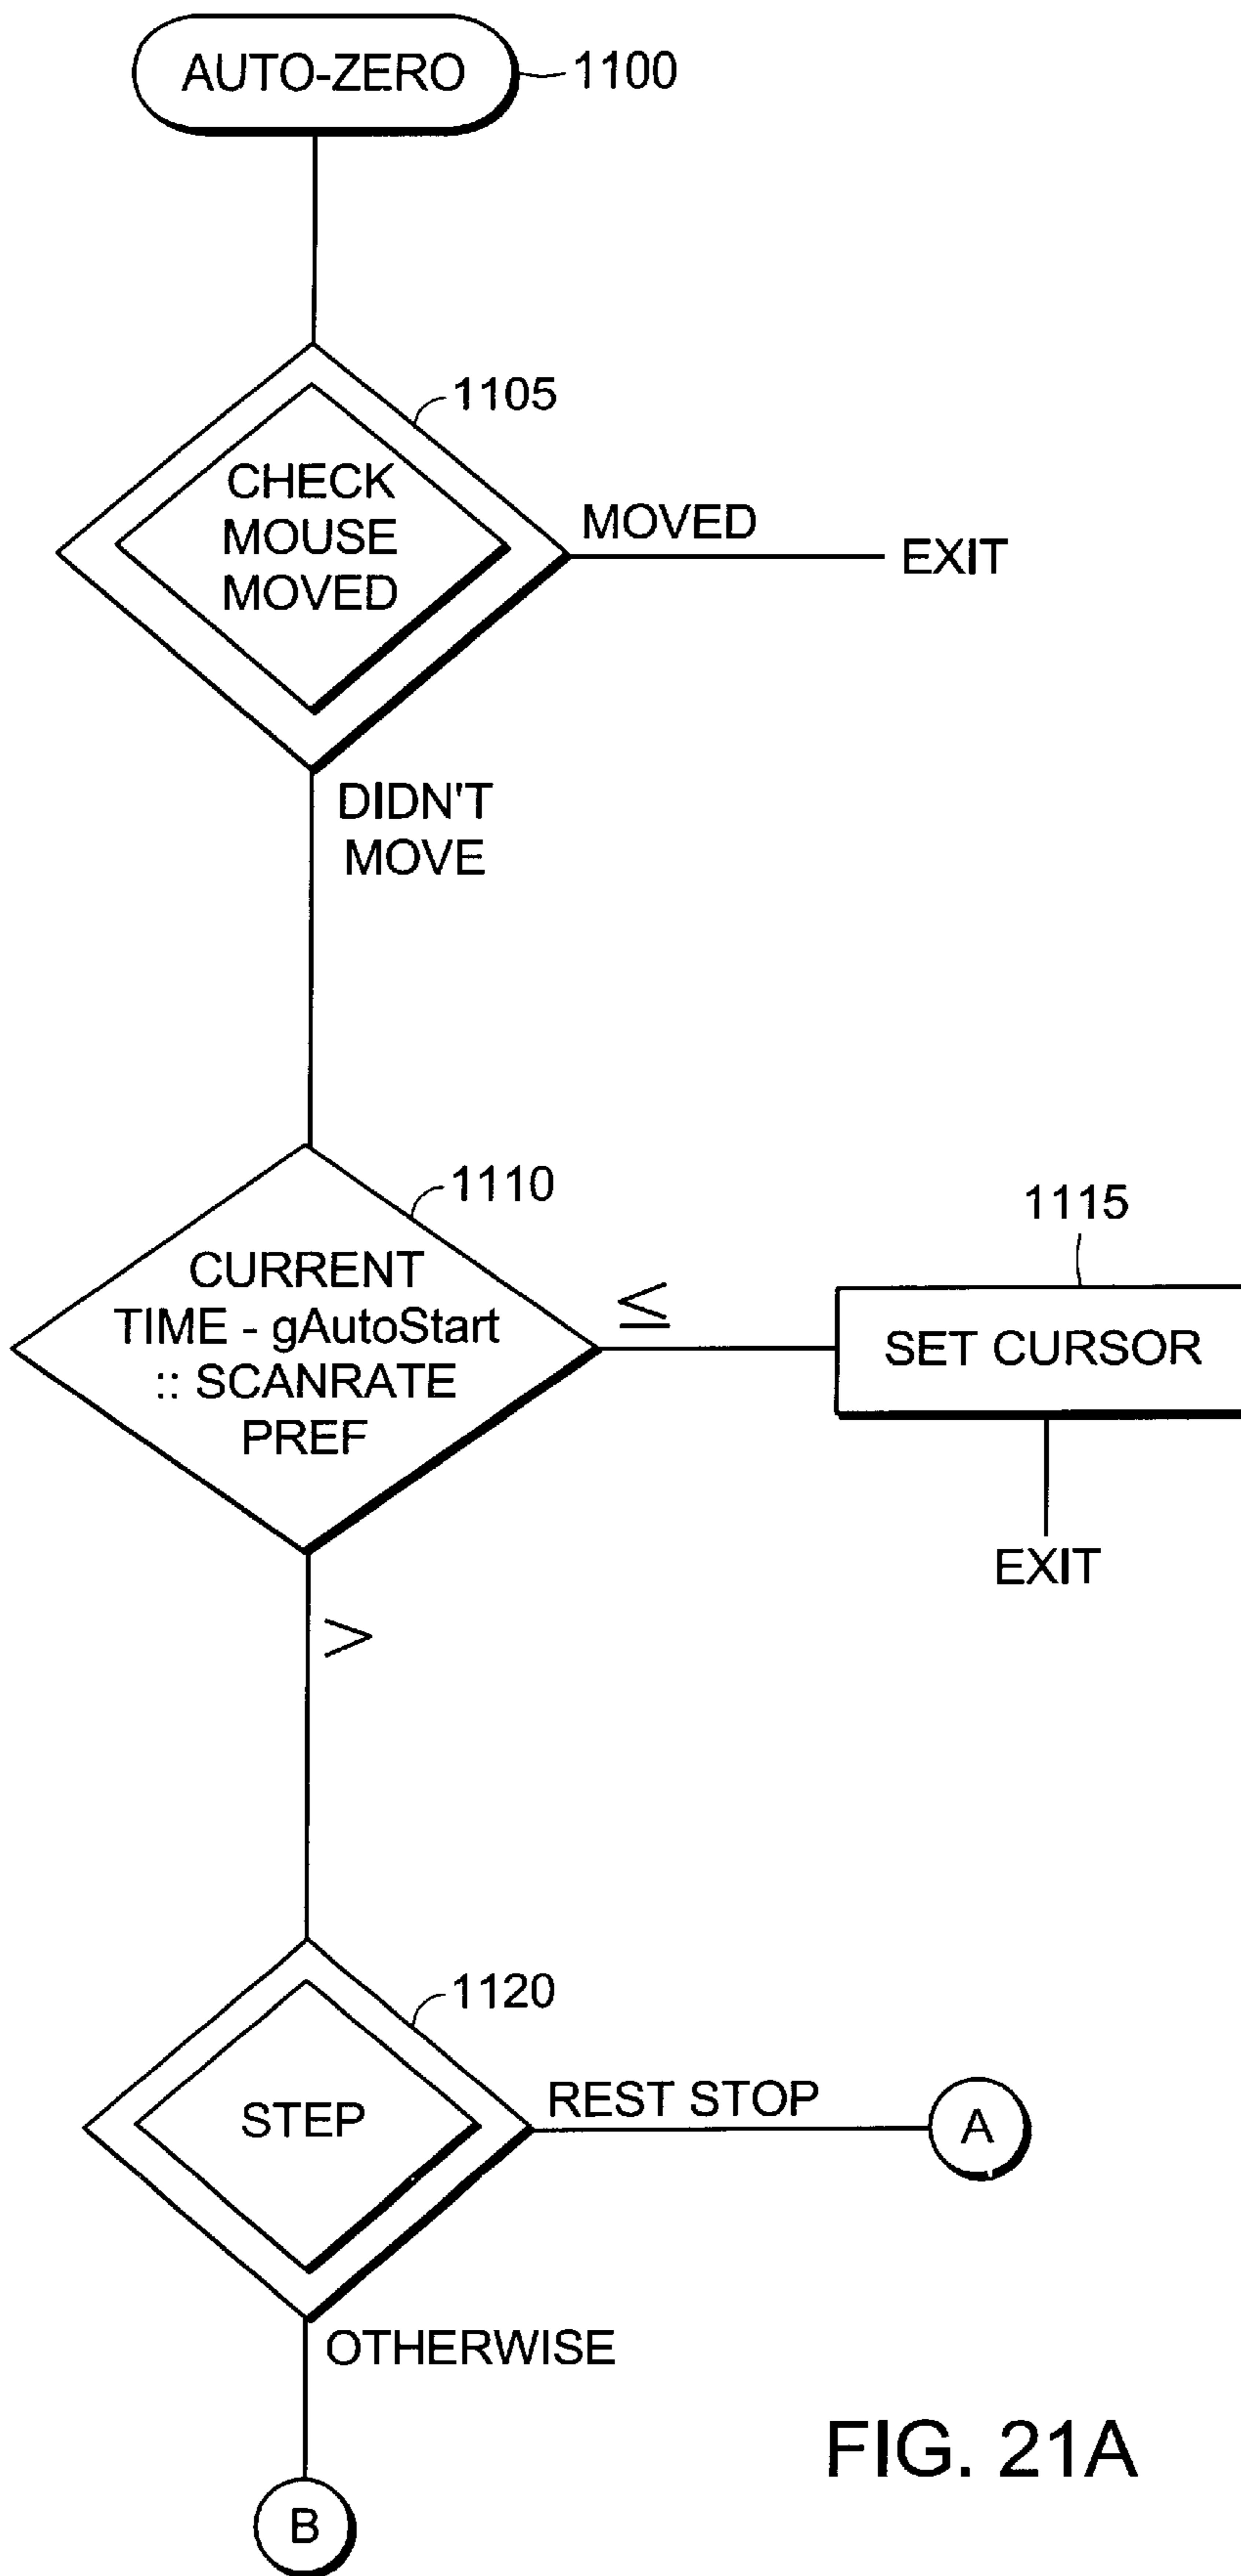 AUTO-ZERO
1100
1105
CHECK
MOUSE
MOVED
MOVED
EXIT
DIDN'T
MOVE
1110
CURRENT
TIME - gAutoStart
:: SCANRATE
PREF
≤
1115
SET CURSOR
EXIT
>
1120
STEP
REST STOP
A
OTHERWISE
B
FIG. 21A